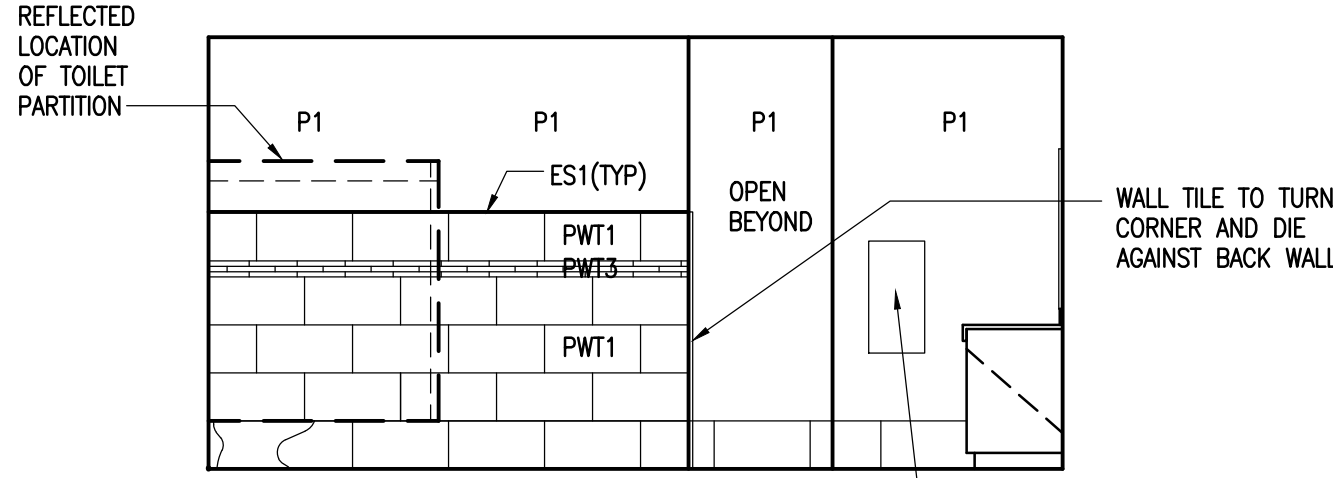 REFLECTED
LOCATION
OF TOILET
PARTITION
P1
P1
P1
P1
ES1(TYP)
OPEN
BEYOND
PWT1
PWT3
PWT1
WALL TILE TO TURN
CORNER AND DIE
AGAINST BACK WALL